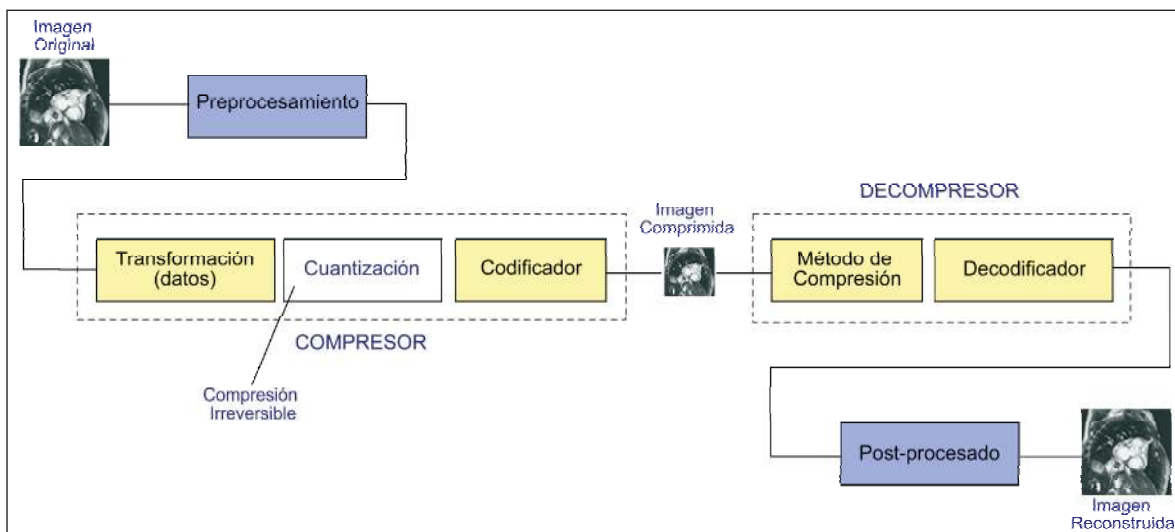 Imagen
Original
Preprocesamiento
DECOMPRESOR
Imagen
Comprimida
Transformación
(datos)
Cuantización
Codificador
Método de
Compresión
Decodificador
COMPRESOR
Compresión
Irreversible
Post-procesado
Imagen
Reconstruida